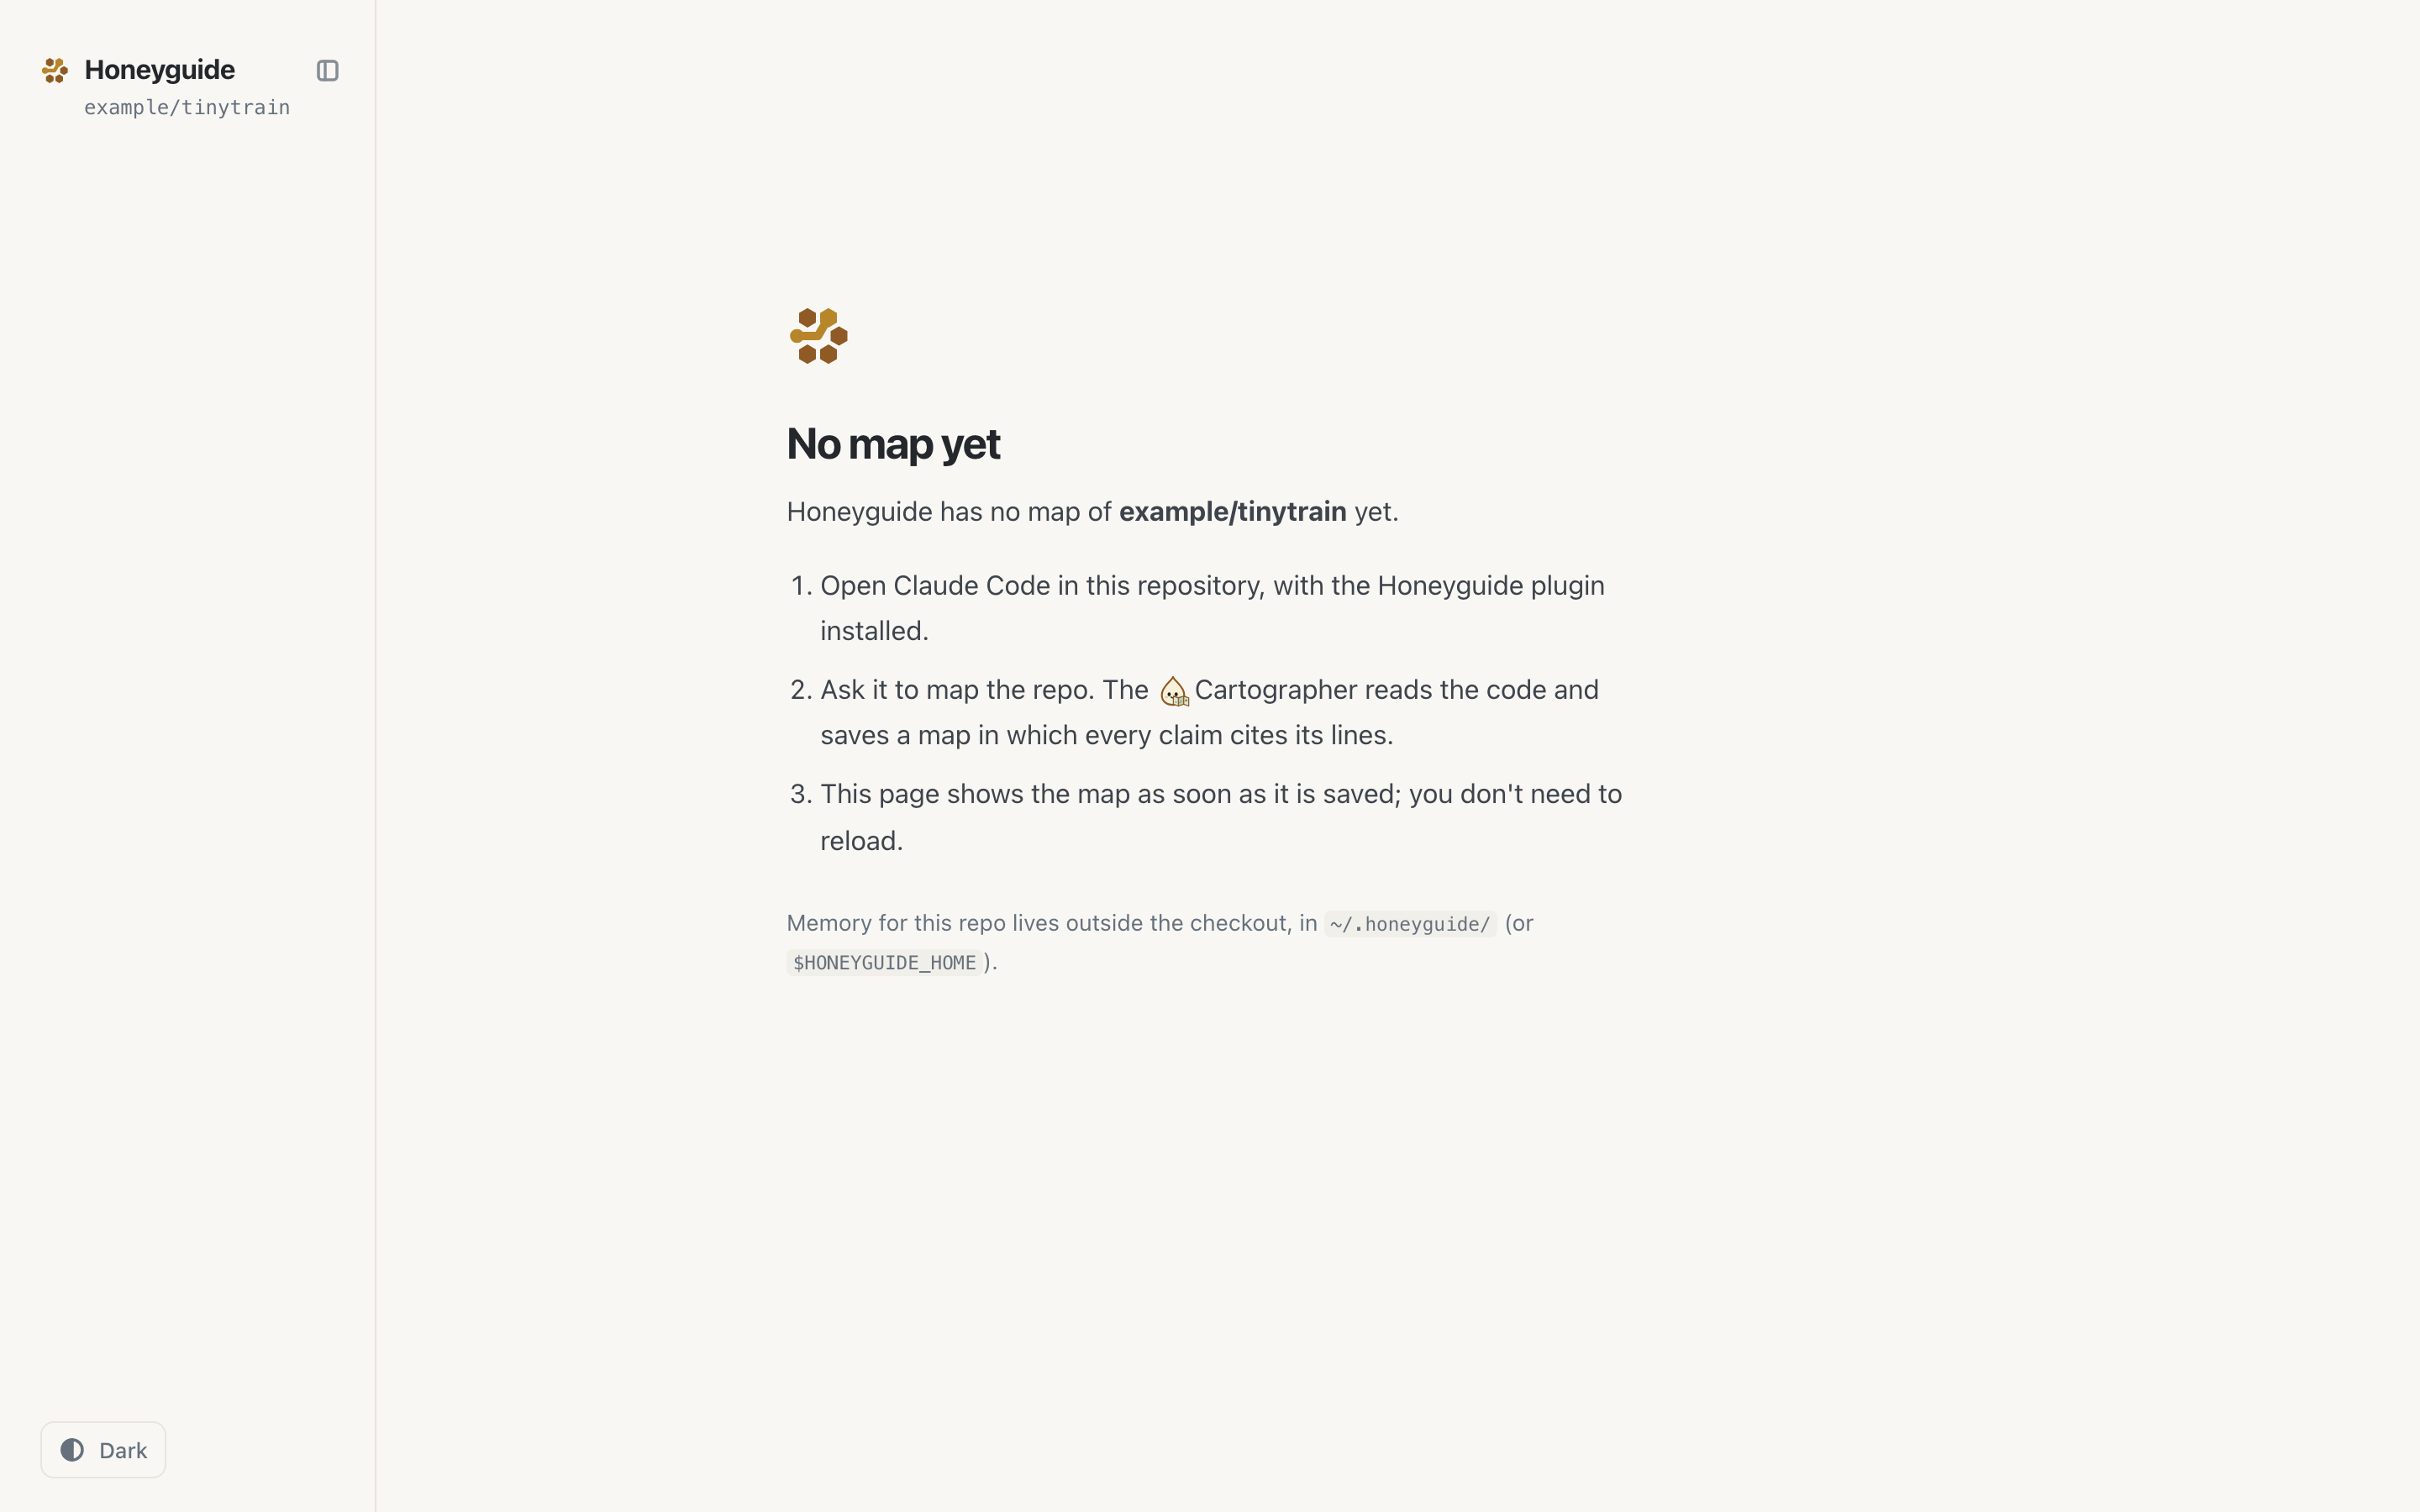 Honeyguide
example/tinytrain
No map yet
Honeyguide has no map of example/tinytrain yet.
1. Open Claude Code in this repository, with the Honeyguide plugin
installed.
2. Ask it to map the repo. The Cartographer reads the code and
saves a map in which every claim cites its lines.
3. This page shows the map as soon as it is saved; you don't need to
reload.
Memory for this repo lives outside the checkout, in ~/.honeyguide/ (or
$HONEYGUIDE_HOME).
Dark